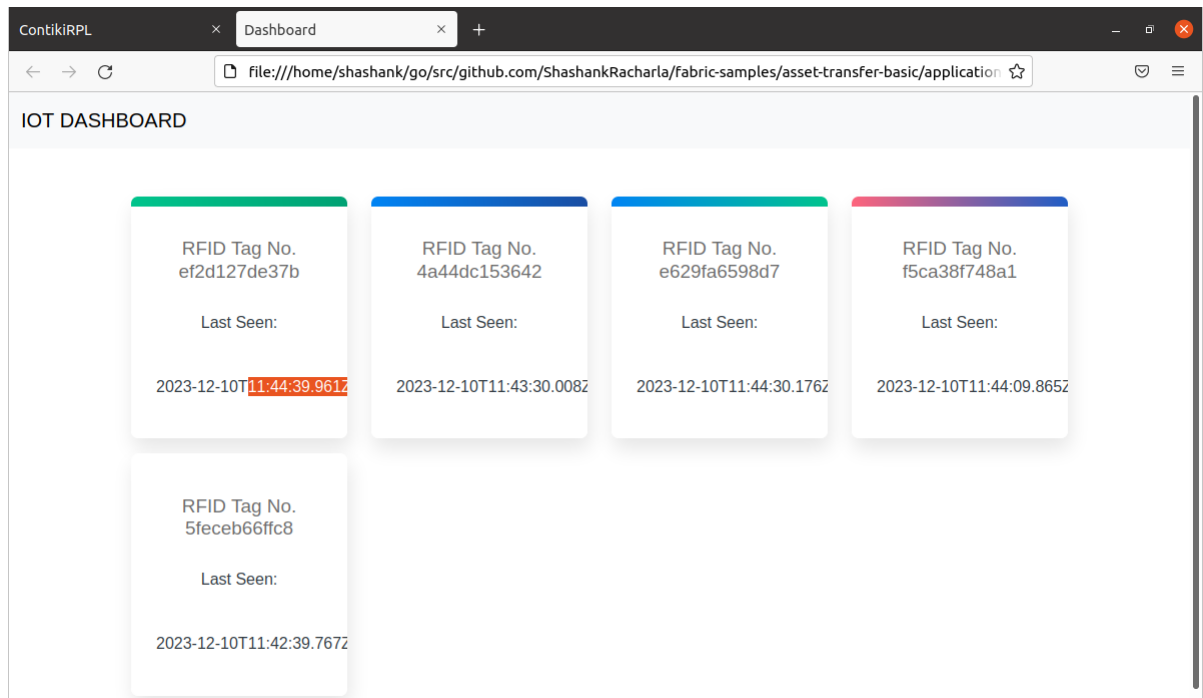 ContikiRPL
Dashboard
file:///home/shashank/go/src/github.com/ShashankRacharla/fabric-samples/asset-transfer-basic/application
IOT DASHBOARD
RFID Tag No.
ef2d127de37b
Last Seen:
2023-12-10T11:44:39.961Z
RFID Tag No.
4a44dc153642
Last Seen:
2023-12-10T11:43:30.008Z
RFID Tag No.
e629fa6598d7
Last Seen:
2023-12-10T11:44:30.176Z
RFID Tag No.
f5ca38f748a1
Last Seen:
2023-12-10T11:44:09.865Z
RFID Tag No.
5feceb66ffc8
Last Seen:
2023-12-10T11:42:39.767Z